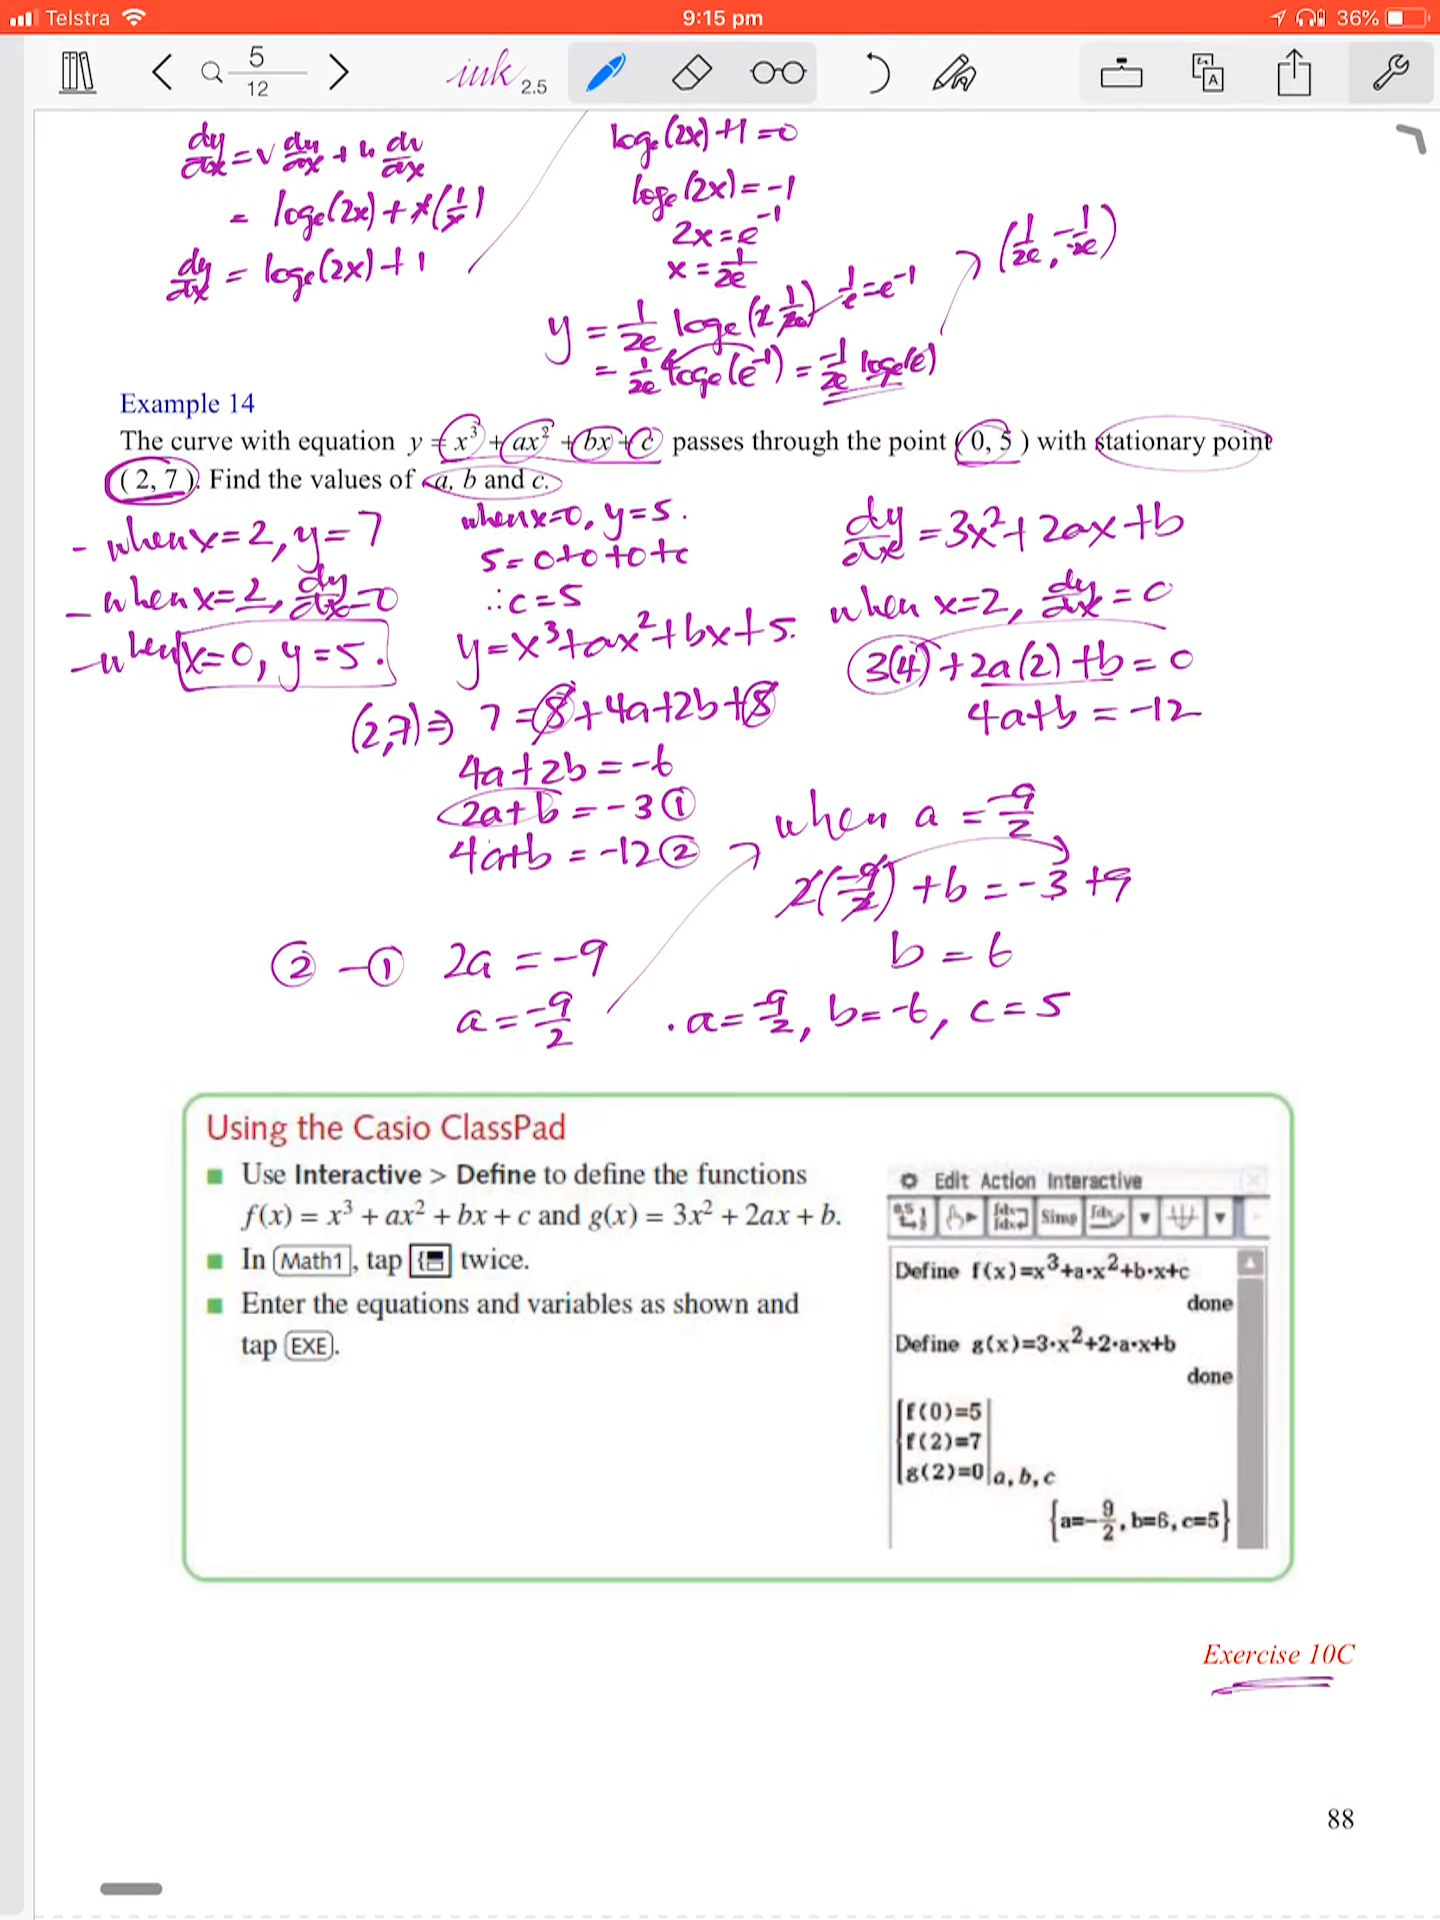 Telstra 9:15 pm 36%
5
12
ink 2.5
dy/dx = v du/dx + u dv/dx
= loge(2x) + x(1/x)
dy/dx = loge(2x) + 1
loge(2x) + 1 = 0
loge(2x) = -1
2x = e^-1
x = 1/2e
(1/2e, -1/2e)
y = 1/2e loge(2 1/2e) 1/e = e^-1
= 1/2e loge(e^-1) = -1/2e loge(e)
Example 14
The curve with equation y = x³ + ax² + bx + c passes through the point ( 0, 5 ) with stationary point
( 2, 7 ). Find the values of a, b and c.
- when x=2, y=7
- when x=2, dy/dx=0
- when x=0, y=5.
when x=0, y=5.
5=0+0+0+c
∴c=5
y=x³+ax²+bx+5.
(2,7)⇒ 7=8+4a+2b+8
4a+2b=-6
2a+b=-3 ①
4a+b=-12 ②
② - ① 2a=-9
a=-9/2
dy/dx=3x²+2ax+b
when x=2, dy/dx=0
3(4)+2a(2)+b=0
4a+b=-12
when a=-9/2
2(-9/2)+b=-3+9
b=6
.a=-9/2, b=-6, c=5
Using the Casio ClassPad
Use Interactive > Define to define the functions
f(x) = x³ + ax² + bx + c and g(x) = 3x² + 2ax + b.
In Math1, tap twice.
Enter the equations and variables as shown and
tap EXE.
Edit Action Interactive
Simp
Define f(x)=x³+a·x²+b·x+c
done
Define g(x)=3·x²+2·a·x+b
done
f(0)=5
f(2)=7
g(2)=0 a, b, c
{a=-9/2, b=6, c=5}
Exercise 10C
88